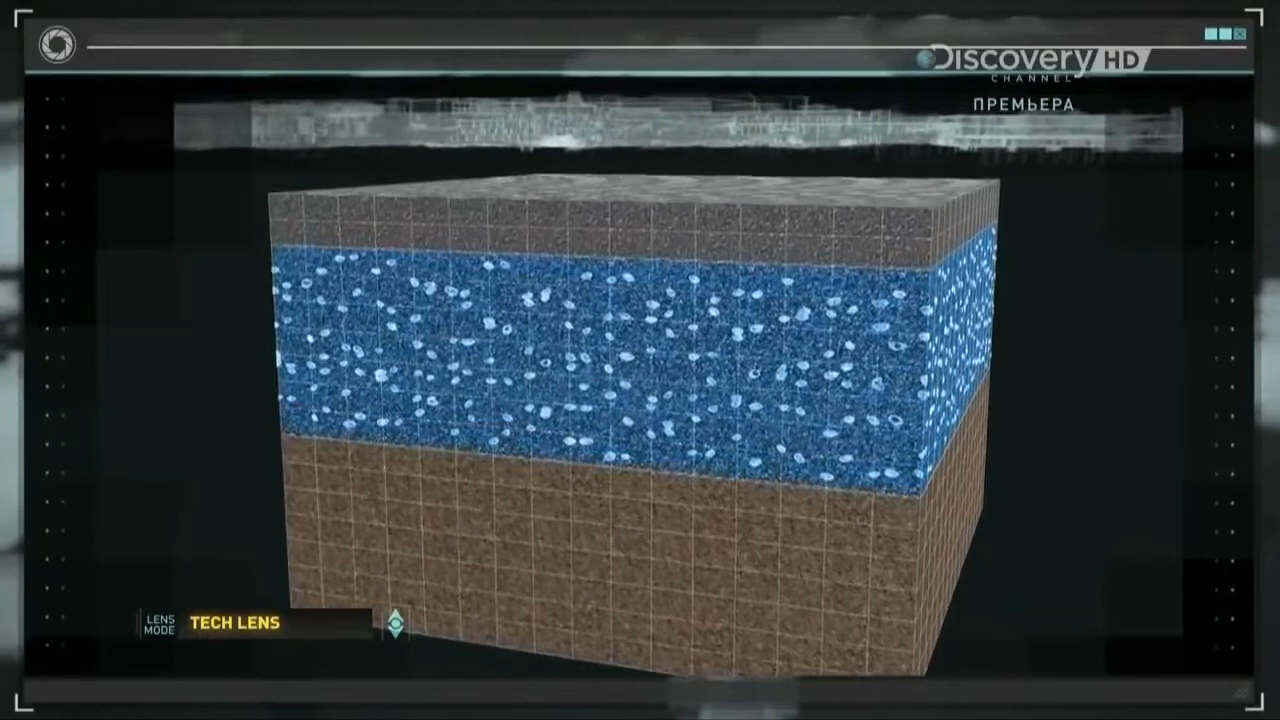 Discovery HD
CHANNEL
ПРЕМЬЕРА
LENS
MODE
TECH LENS